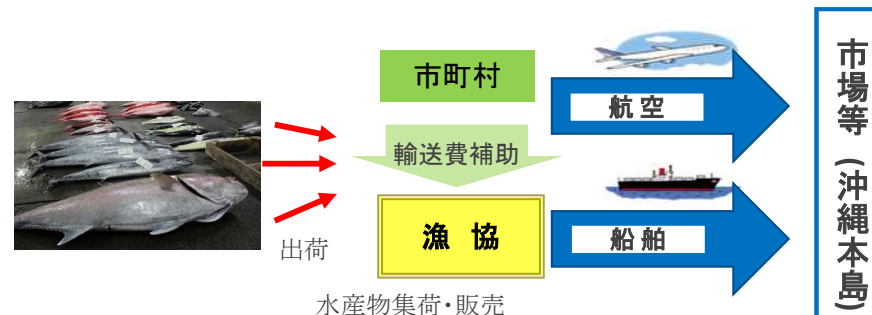 市町村
輸送費補助
漁 協
出荷
水産物集荷・販売
航空
船舶
市場等（沖縄本島）